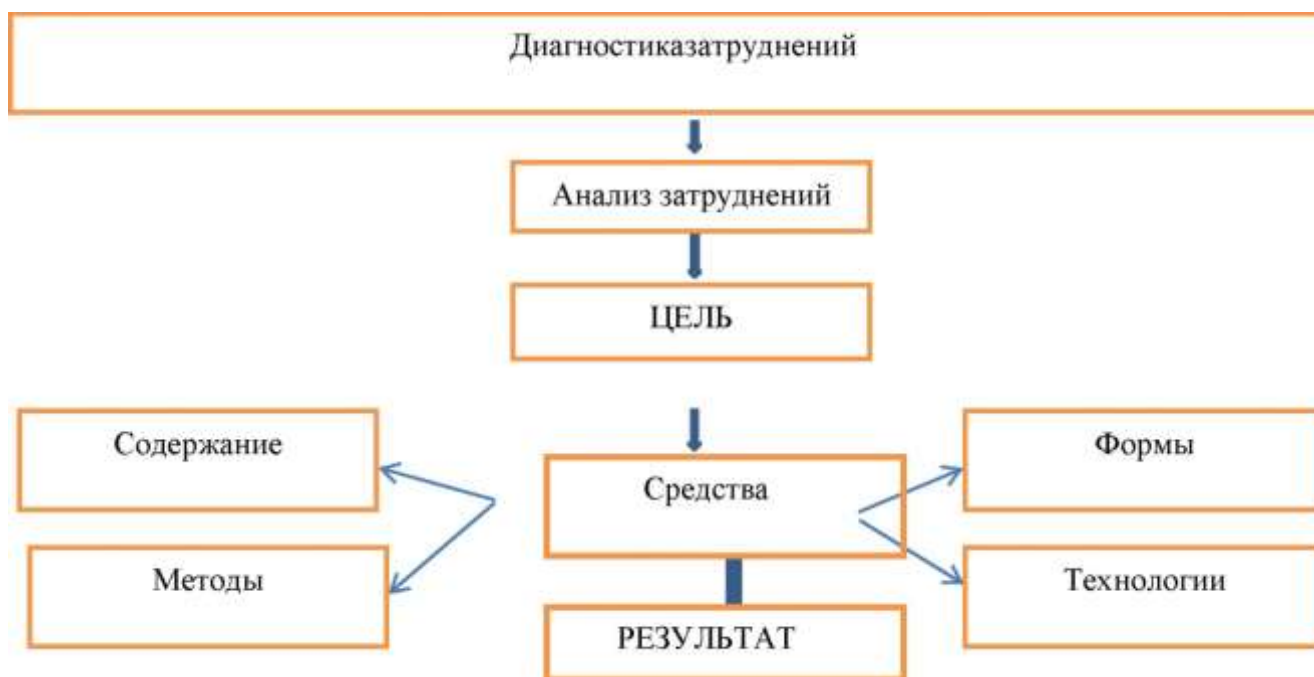 Диагностиказатруднений
Анализ затруднений
ЦЕЛЬ
Содержание
Средства
Формы
Методы
Технологии
РЕЗУЛЬТАТ